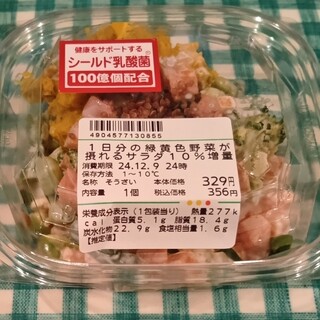 健康をサポートする
シールド乳酸菌®
100億個配合
4904577130855
1日分の緑黄色野菜が
摂れるサラダ10%増量
消費期限 24.12.9 24時
保存方法 1〜10℃
名称 そうざい 本体価格 329円
内容量 1個 税込価格 356円
栄養成分表示(1包装当り) 熱量277k
cal 蛋白質5.1g 脂質18.4g
炭水化物22.9g 食塩相当量1.6g
【推定値】